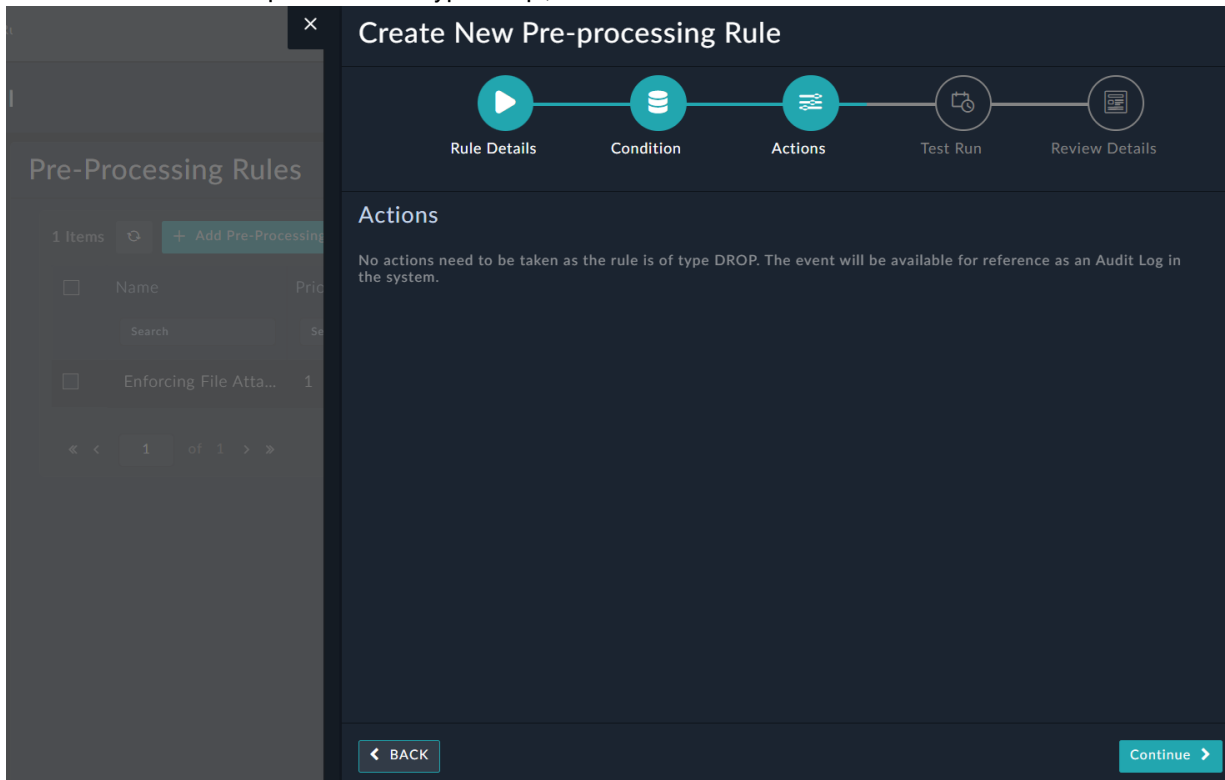 Create New Pre-processing Rule
Rule Details
Condition
Actions
Test Run
Review Details
Pre-Processing Rules
1 Items
+ Add Pre-Processing
Name
Prio
Search
Se
Enforcing File Atta...
1
« < 1 of 1 > »
Actions
No actions need to be taken as the rule is of type DROP. The event will be available for reference as an Audit Log in
the system.
BACK
Continue